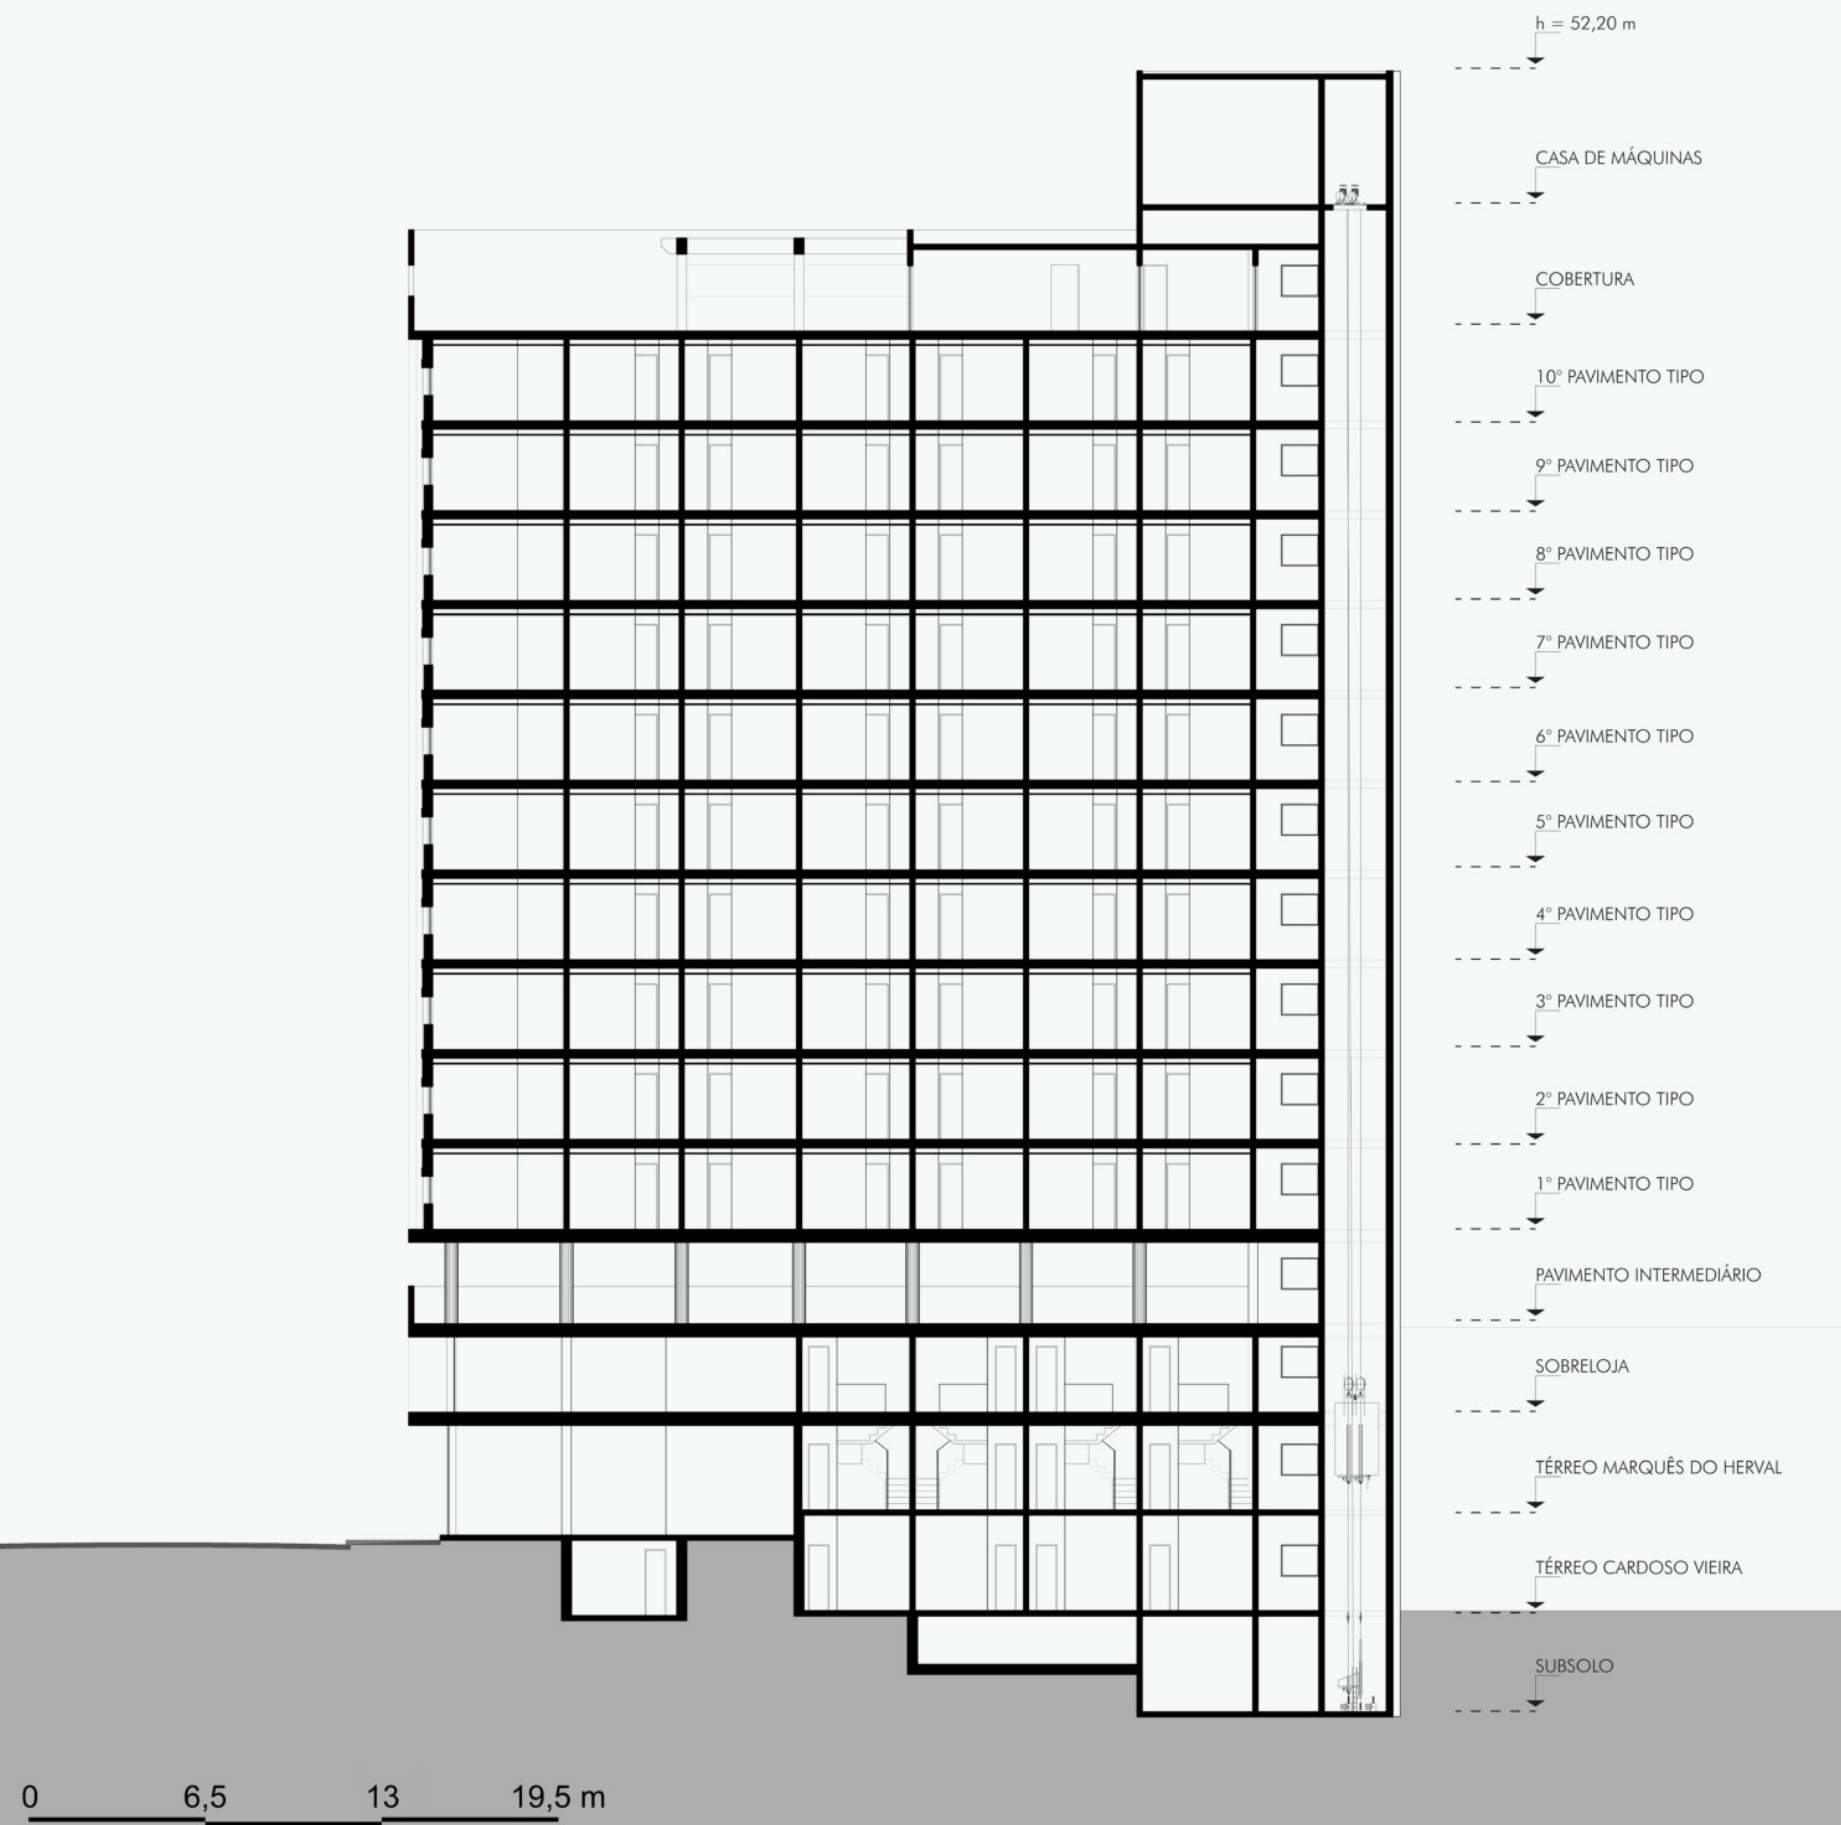 h = 52,20 m
CASA DE MÁQUINAS
COBERTURA
10° PAVIMENTO TIPO
9° PAVIMENTO TIPO
8° PAVIMENTO TIPO
7° PAVIMENTO TIPO
6° PAVIMENTO TIPO
5° PAVIMENTO TIPO
4° PAVIMENTO TIPO
3° PAVIMENTO TIPO
2° PAVIMENTO TIPO
1° PAVIMENTO TIPO
PAVIMENTO INTERMEDIÁRIO
SOBRELOJA
TÉRREO MARQUÊS DO HERVAL
TÉRREO CARDOSO VIEIRA
SUBSOLO
0 6,5 13 19,5 m